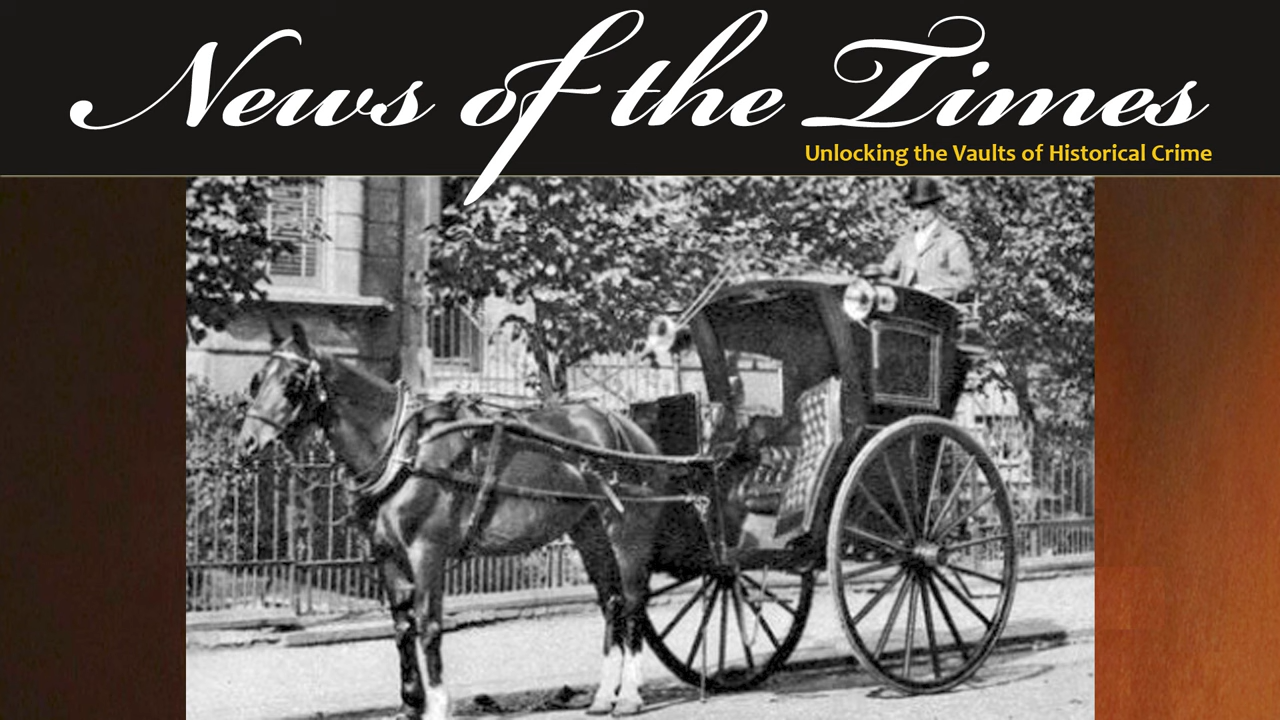 News of the Times
Unlocking the Vaults of Historical Crime